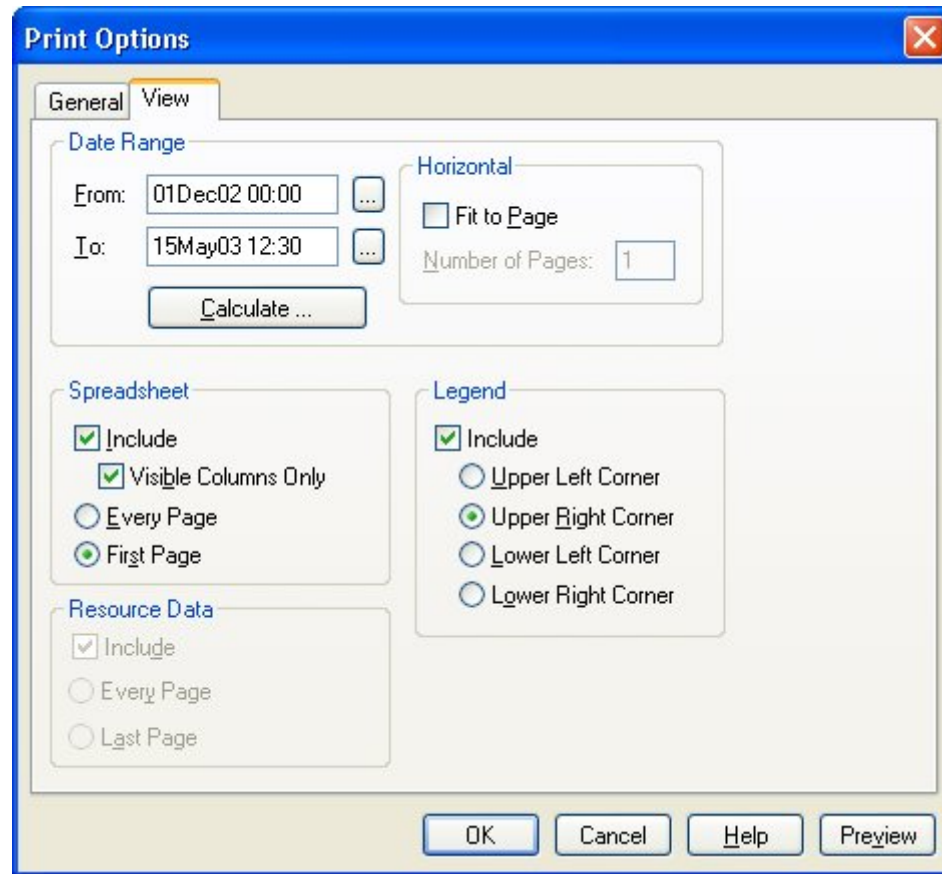 Print Options
General View
Date Range
From: 01Dec02 00:00 ...
To: 15May03 12:30 ...
Calculate ...
Horizontal
Fit to Page
Number of Pages: 1
Spreadsheet
Include
Visible Columns Only
Every Page
First Page
Legend
Include
Upper Left Corner
Upper Right Corner
Lower Left Corner
Lower Right Corner
Resource Data
Include
Every Page
Last Page
OK Cancel Help Preview